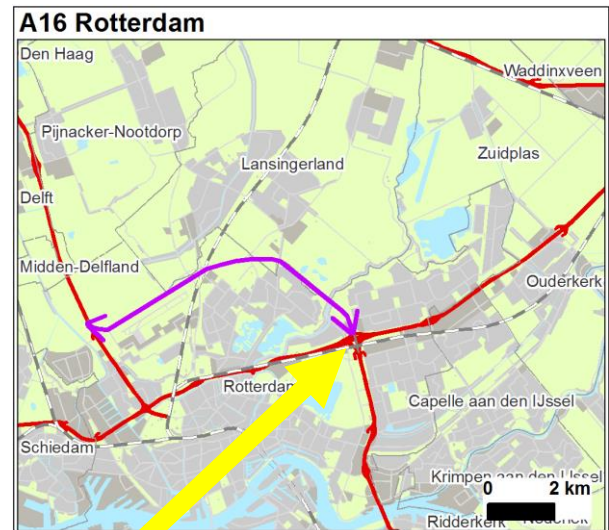 A16 Rotterdam
Den Haag
Waddinxveen
Pijnacker-Nootdorp
Lansingerland
Zuidplas
Delft
Midden-Delfland
Ouderkerk
Rotterdam
Capelle aan den IJssel
Schiedam
Krimpen aan den IJssel
0 2 km
Ridderkerk